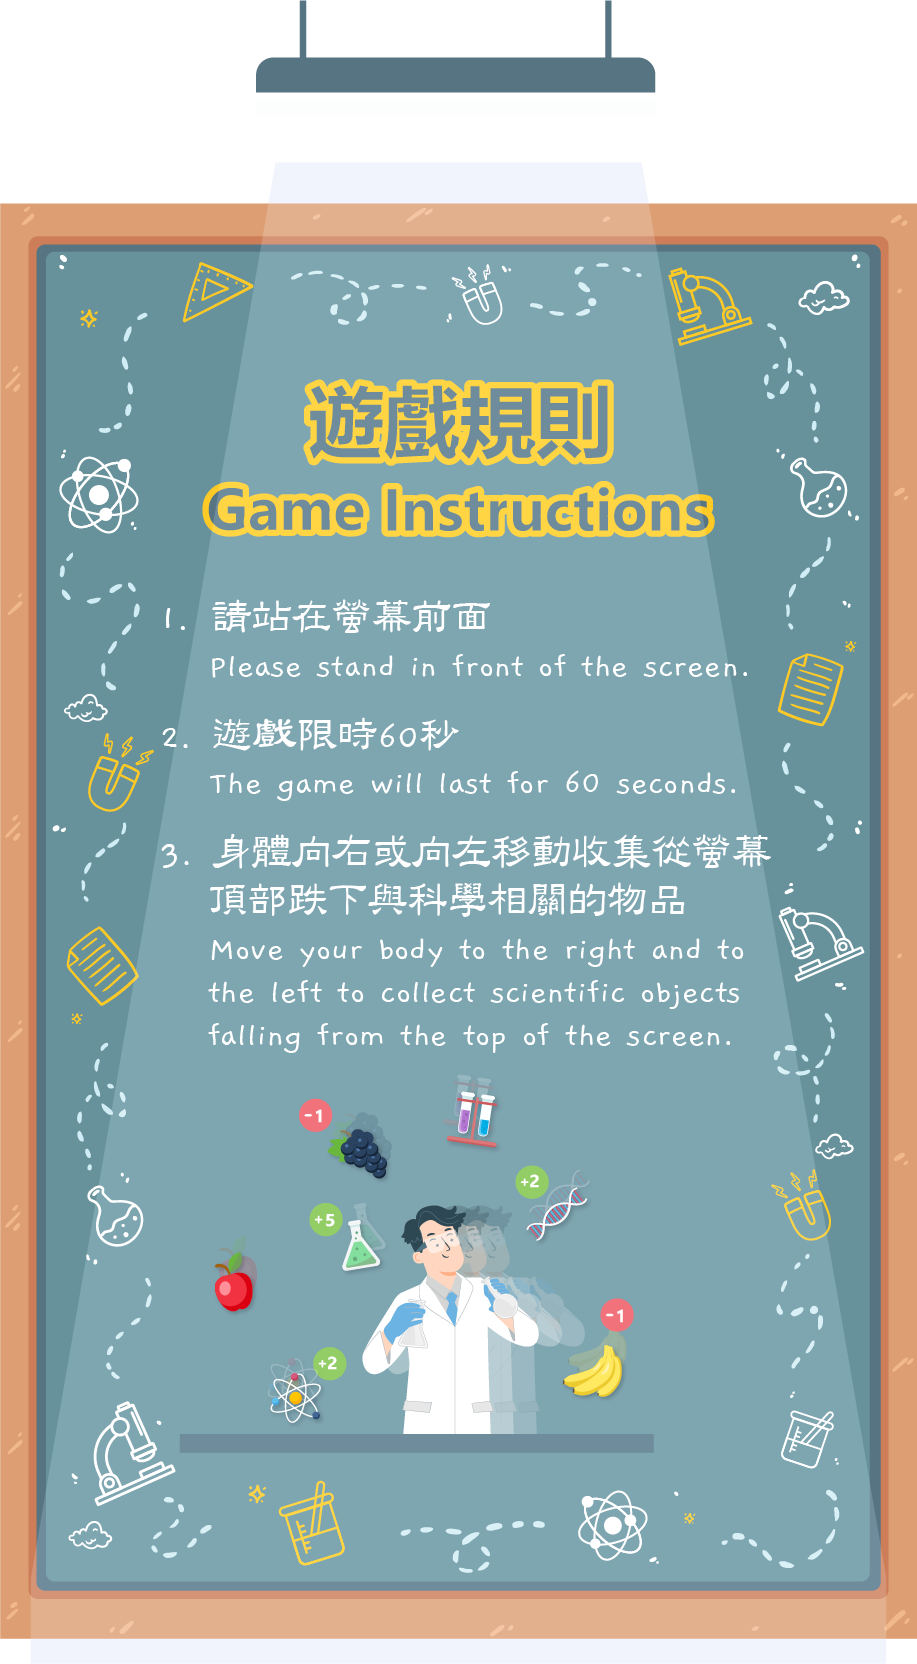 遊戲規則
Game Instructions
1. 請站在螢幕前面
Please stand in front of the screen.
2. 遊戲限時60秒
The game will last for 60 seconds.
3. 身體向右或向左移動收集從螢幕
頂部跌下與科學相關的物品
Move your body to the right and to
the left to collect scientific objects
falling from the top of the screen.
-1
+2
+5
-1
+2